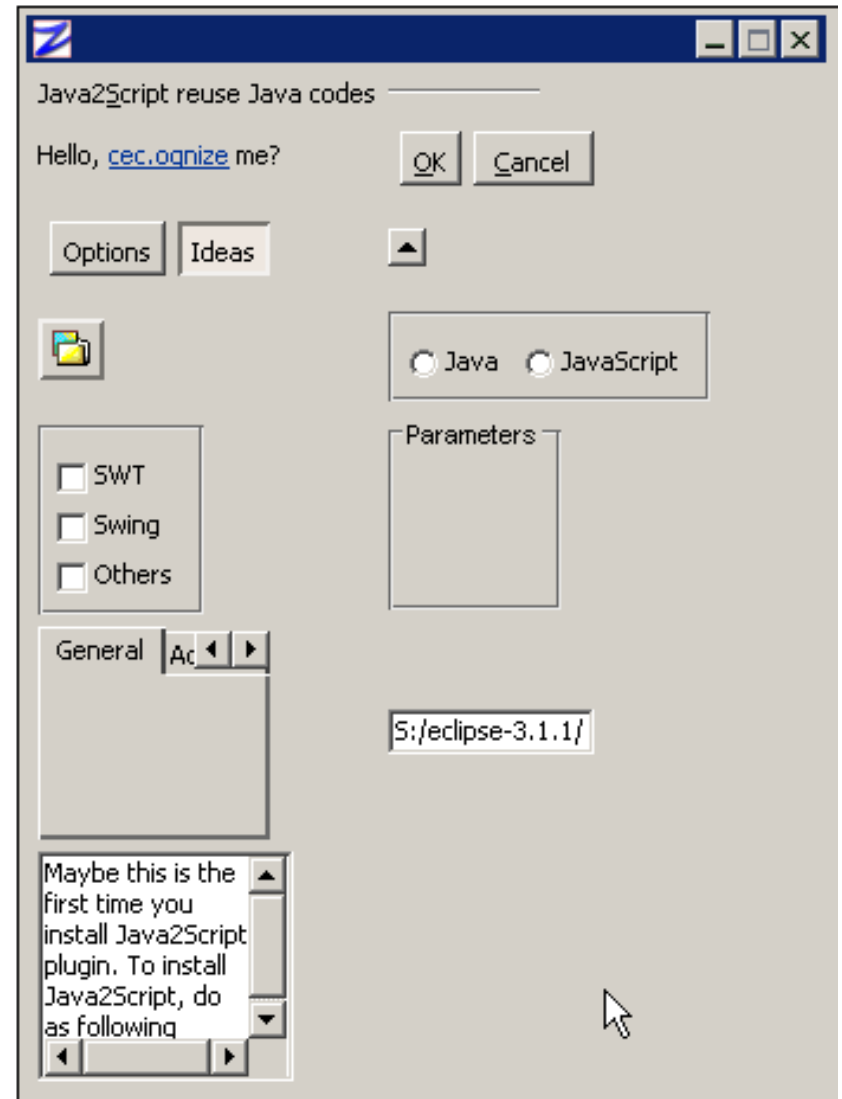 Java2Script reuse Java codes
Hello, cec.ognize me?
OK Cancel
Options Ideas
Java JavaScript
SWT
Swing
Others
Parameters
General
S:/eclipse-3.1.1/
Maybe this is the
first time you
install Java2Script
plugin. To install
Java2Script, do
as following